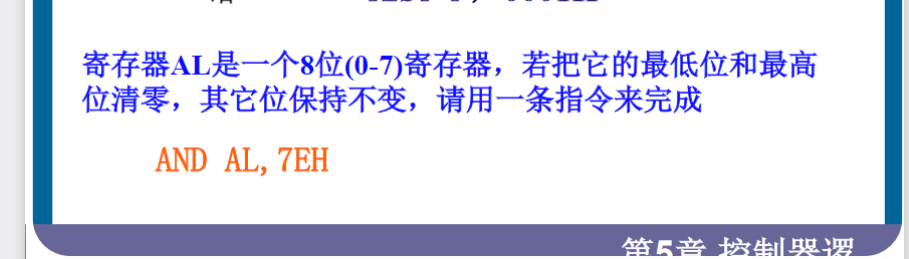 寄存器AL是一个8位(0-7)寄存器，若把它的最低位和最高
位清零，其它位保持不变，请用一条指令来完成
AND AL,7EH
第5章 控制器逻